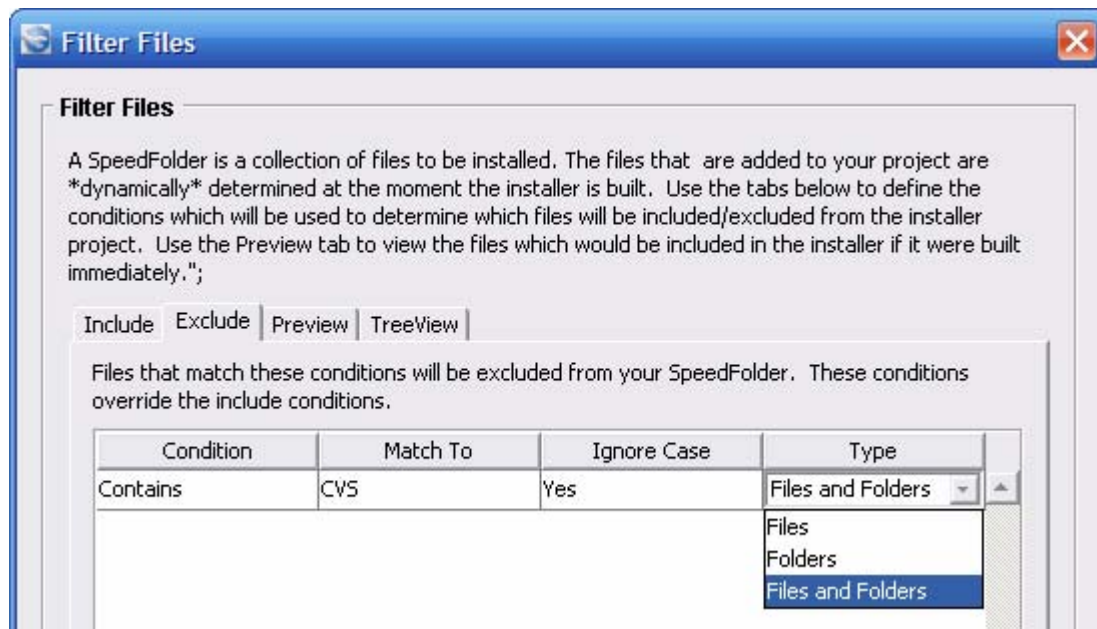 Filter Files
Filter Files
A SpeedFolder is a collection of files to be installed. The files that  are added to your project are
*dynamically* determined at the moment the installer is built.  Use the tabs below to define the
conditions which will be used to determine which files will be included/excluded from the installer
project.  Use the Preview tab to view the files which would be included in the installer if it were built
immediately.";
Include Exclude Preview TreeView
Files that match these conditions will be excluded from your SpeedFolder.  These conditions
override the include conditions.
Condition Match To Ignore Case Type
Contains CVS Yes Files and Folders
Files
Folders
Files and Folders